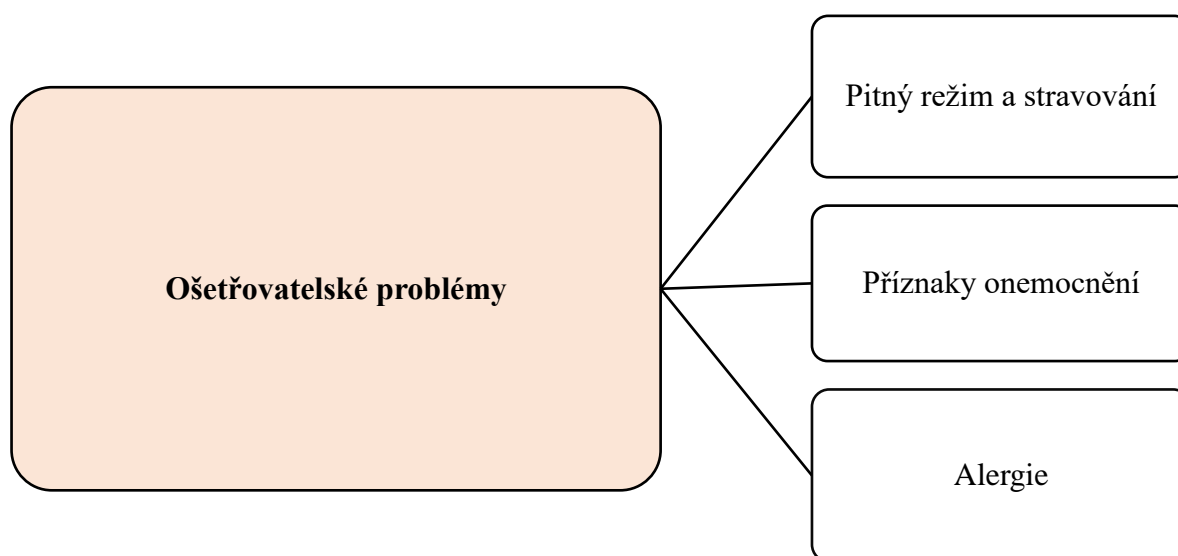 Pitný režim a stravování
Ošetřovatelské problémy
Příznaky onemocnění
Alergie